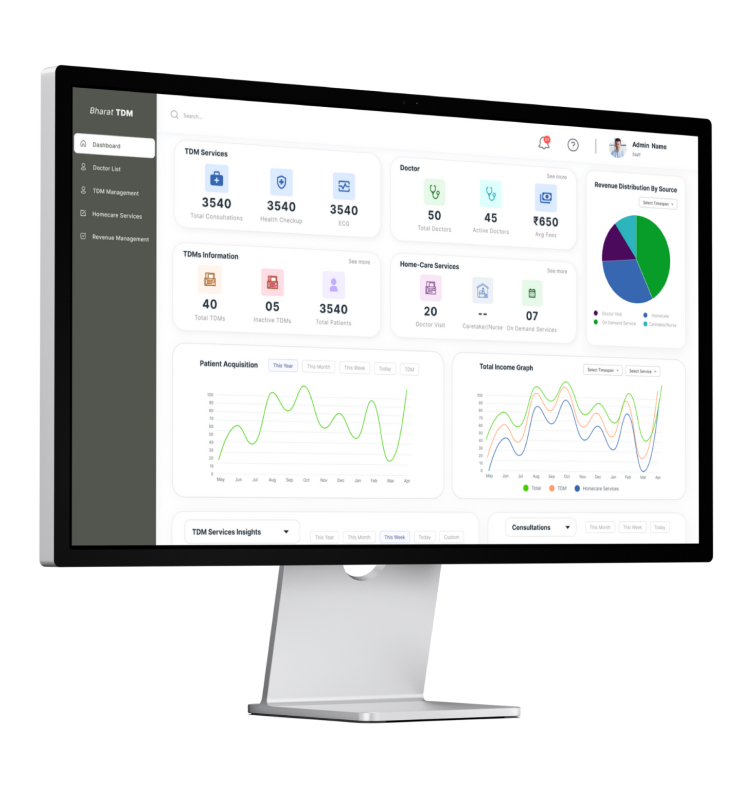 Bharat TDM
Search...
Dashboard
Doctor List
TDM Management
Homecare Services
Revenue Management
Admin Name
Staff
TDM Services
3540
Total Consultations
3540
Health Checkup
3540
ECG
Doctor
See more
50
Total Doctors
45
Active Doctors
₹650
Avg Fees
Revenue Distribution By Source
Select Timespan
Doctor Visit
Homecare
On Demand Service
Caretaker/Nurse
TDMs Information
See more
40
Total TDMs
05
Inactive TDMs
3540
Total Patients
Home-Care Services
See more
20
Doctor Visit
--
Caretaker/Nurse
07
On Demand Services
Patient Acquisition
This Year
This Month
This Week
Today
TDM
100
90
80
70
60
50
40
30
20
10
0
May Jun Jul Aug Sep Oct Nov Dec Jan Feb Mar Apr
Total Income Graph
Select Timespan
Select Service
100
90
80
70
60
50
40
30
20
10
0
May Jun Jul Aug Sep Oct Nov Dec Jan Feb Mar Apr
Total
TDM
Homecare Services
TDM Services Insights
This Year
This Month
This Week
Today
Custom
Consultations
This Month
This Week
Today